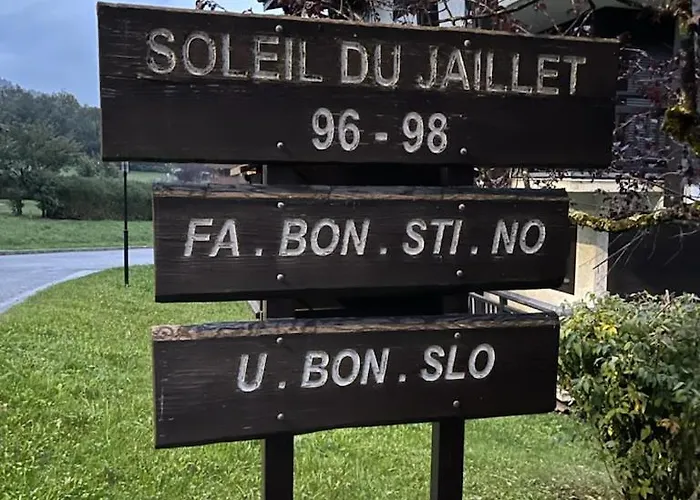 SOLEIL DU JAILLET
96 - 98
FA . BON . STI . NO
U . BON . SLO